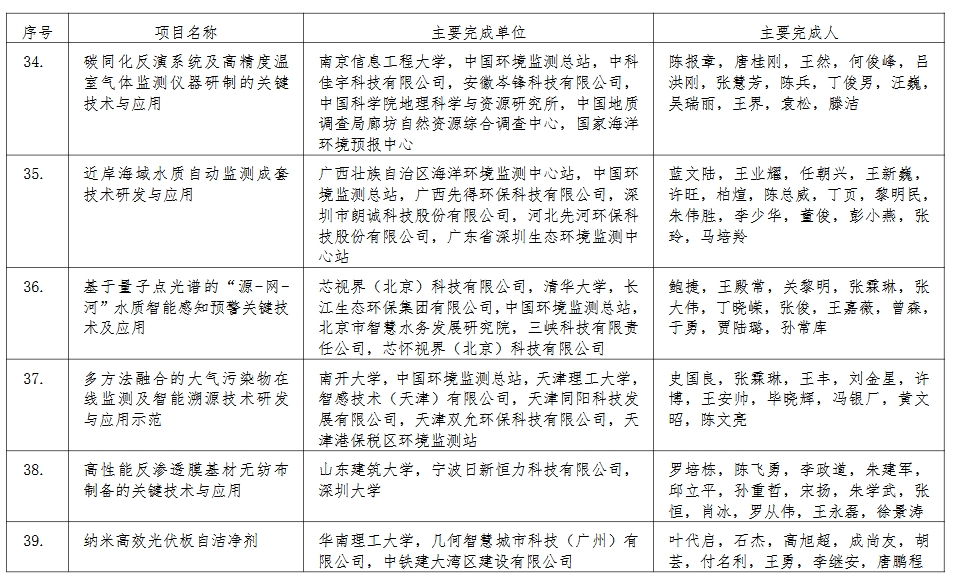 序号 项目名称 主要完成单位 主要完成人
34. 碳同化反演系统及高精度温室气体监测仪器研制的关键技术与应用
南京信息工程大学，中国环境监测总站，中科
佳宇科技有限公司，安徽岑锋科技有限公司，
中国科学院地理科学与资源研究所，中国地质
调查局廊坊自然资源综合调查中心，国家海洋
环境预报中心
陈报章，唐桂刚，王然，何俊峰，吕
洪刚，张慧芳，陈兵，丁俊男，汪巍，
吴瑞丽，王界，袁松，滕洁
35. 近岸海域水质自动监测成套
技术研发与应用
广西壮族自治区海洋环境监测中心站，中国环
境监测总站，广西先得环保科技有限公司，深
圳市朗诚科技股份有限公司，河北先河环保科
技股份有限公司，广东省深圳生态环境监测中
心站
蓝文陆，王业耀，任朝兴，王新巍，
许旺，柏煊，陈总威，丁页，黎明民，
朱伟胜，李少华，董俊，彭小燕，张
玲，马培羚
36. 基于量子点光谱的“源-网-
河”水质智能感知预警关键技
术及应用
芯视界（北京）科技有限公司，清华大学，长
江生态环保集团有限公司，中国环境监测总站，
北京市智慧水务发展研究院，三峡科技有限责
任公司，芯怀视界（北京）科技有限公司
鲍捷，王殿常，关黎明，张霖琳，张
大伟，丁晓嵘，张俊，王嘉薇，曾森，
于勇，贾陆璐，孙常库
37. 多方法融合的大气污染物在
线监测及智能溯源技术研发
与应用示范
南开大学，中国环境监测总站，天津理工大学，
智感技术（天津）有限公司，天津同阳科技发
展有限公司，天津双允环保科技有限公司，天
津港保税区环境监测站
史国良，张霖琳，王丰，刘金星，许
博，王安帅，毕晓辉，冯银厂，黄文
昭，陈文亮
38. 高性能反渗透膜基材无纺布
制备的关键技术与应用
山东建筑大学，宁波日新恒力科技有限公司，
深圳大学
罗培栋，陈飞勇，李政道，朱建军，
邱立平，孙重哲，宋扬，朱学武，张
恒，肖冰，罗从伟，王永磊，徐景涛
39. 纳米高效光伏板自洁净剂
华南理工大学，几何智慧城市科技（广州）有
限公司，中铁建大湾区建设有限公司
叶代启，石杰，高旭超，成尚友，胡
芸，付名利，王勇，李继安，唐鹏程